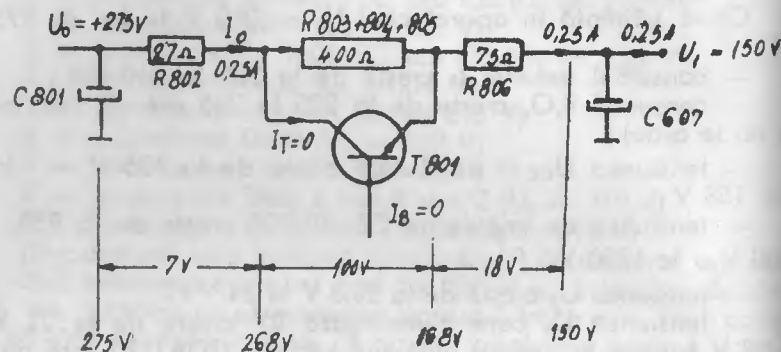 U₀ = +275V
I₀
R803+804+805
0,25A
0,25A
U₁ = 150V
27Ω
400Ω
75Ω
R802
0,25A
R806
C801
C607
I_T=0
T801
I_B=0
7V
100V
18V
275V
268V
168V
150V